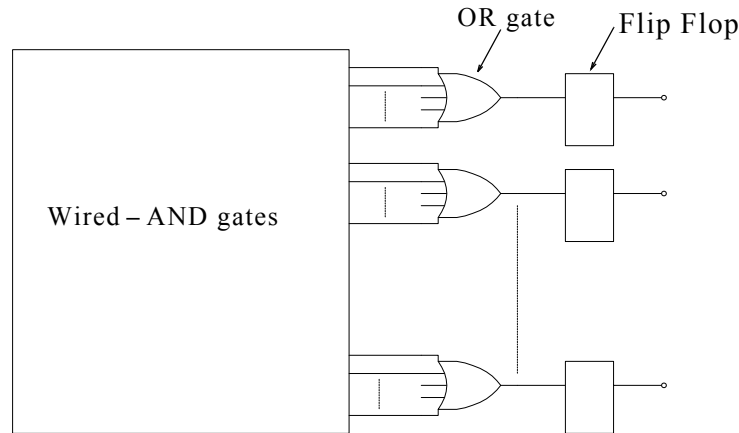 OR gate
Flip Flop
Wired – AND gates